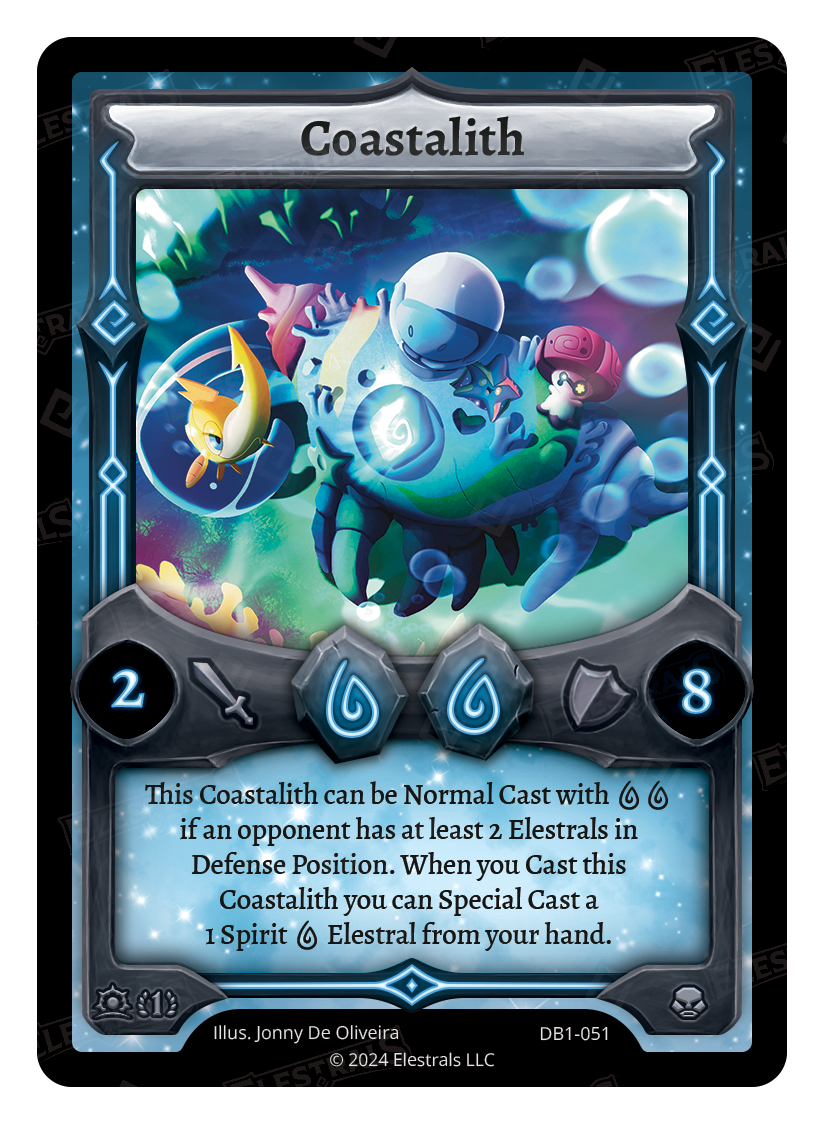 Coastalith
2
8
This Coastalith can be Normal Cast with
if an opponent has at least 2 Elestrals in
Defense Position. When you Cast this
Coastalith you can Special Cast a
1 Spirit Elestral from your hand.
1
Illus. Jonny De Oliveira
DB1-051
© 2024 Elestrals LLC